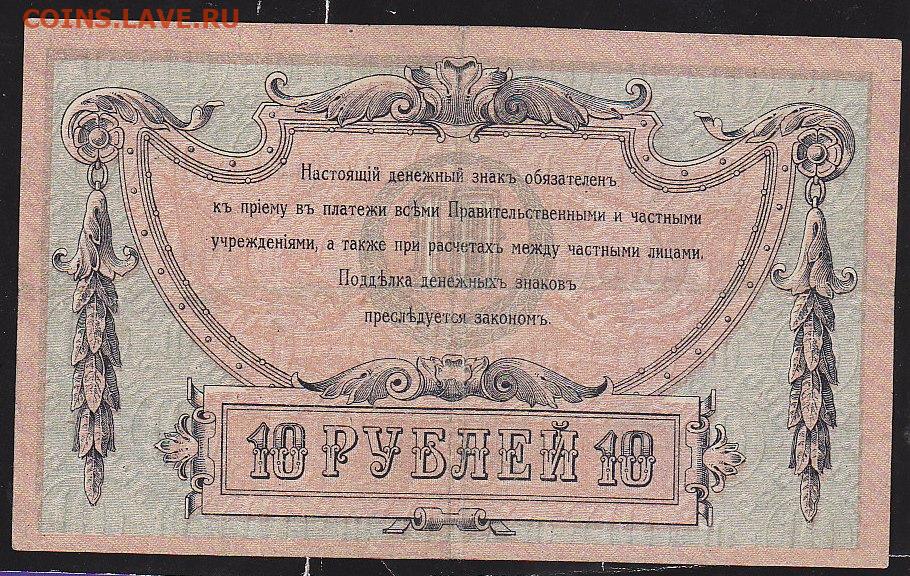 COINS.LAVE.RU
Настоящій денежный знакъ обязателенъ
къ пріему въ платежи всѣми Правительственными и частными
учрежденіями, а также при расчетахъ между частными лицами.
Поддѣлка денежныхъ знаковъ
преслѣдуется закономъ.
10 РУБЛЕЙ 10